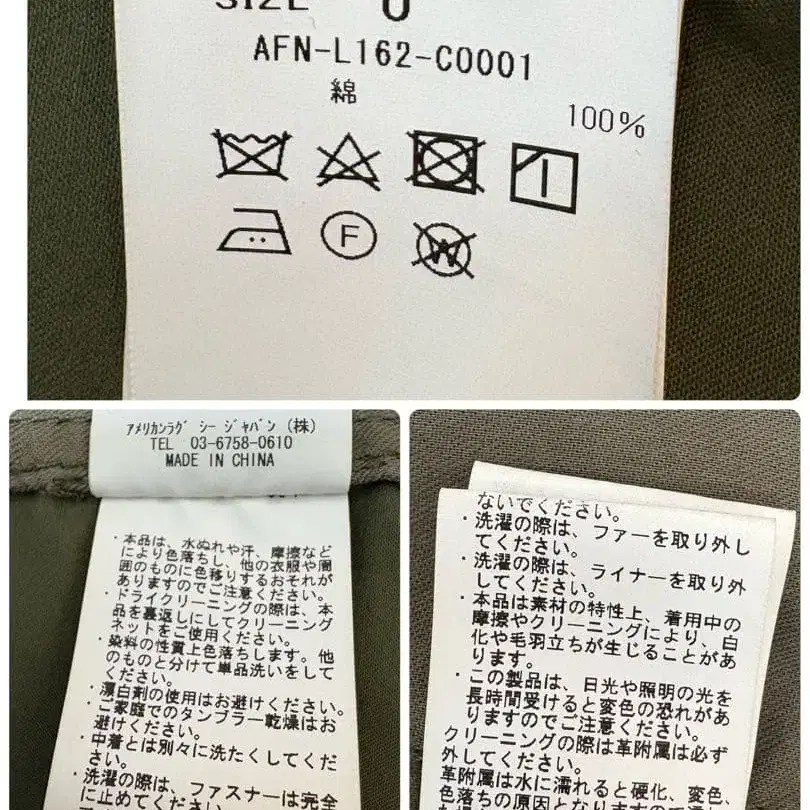 SIZE 0
AFN-L162-C0001
綿
100%
F
W
アメリカンラグ シー ジャパン (株)
TEL 03-6758-0610
MADE IN CHINA
・本品は、水ぬれや汗、摩擦など
により色落ちし、他の衣服や周
囲のものに色移りするおそれが
ありますのでご注意ください。
・ドライクリーニングの際は、本
品を裏返しにしてクリーニング
ネットをご使用ください。
・染料の性質上色落ちします。他
のものと分けて単品洗いをして
ください。
・漂白剤の使用はお避けください。
・ご家庭でのタンブラー乾燥はお
避けください。
・中着とは別々に洗たくしてくだ
さい。
・洗濯の際は、ファスナーは完全
に止めてください。
ないでください。
・洗濯の際は、ファーを取り外し
てください。
・洗濯の際は、ライナーを取り外
してください。
・本品は素材の特性上、着用中の
摩擦やクリーニングにより、白
化や毛羽立ちが生じることがあ
ります。
・この製品は、日光や照明の光を
長時間受けると変色の恐れがあ
りますのでご注意ください。
クリーニングの際は革附属は必ず
外してください。
革附属は水に濡れると硬化、変色、
色落ちの原因となりますので